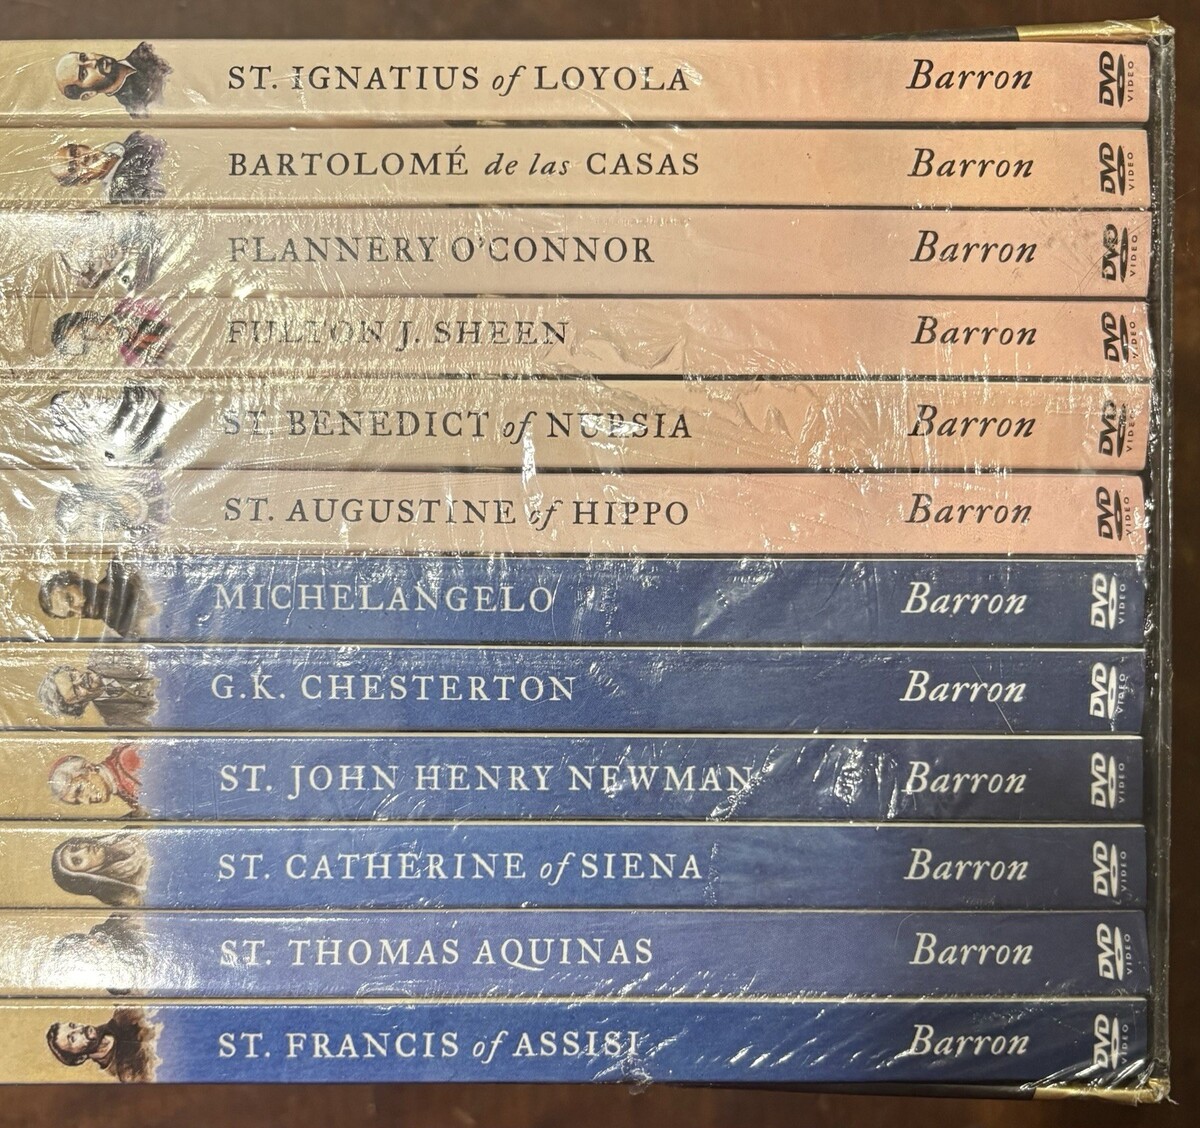 ST. IGNATIUS of LOYOLA Barron DVD VIDEO
BARTOLOMÉ de las CASAS Barron DVD VIDEO
FLANNERY O'CONNOR Barron DVD VIDEO
FULTON J. SHEEN Barron DVD VIDEO
ST. BENEDICT of NURSIA Barron DVD VIDEO
ST. AUGUSTINE of HIPPO Barron DVD VIDEO
MICHELANGELO Barron DVD VIDEO
G.K. CHESTERTON Barron DVD VIDEO
ST. JOHN HENRY NEWMAN Barron DVD VIDEO
ST. CATHERINE of SIENA Barron DVD VIDEO
ST. THOMAS AQUINAS Barron DVD VIDEO
ST. FRANCIS of ASSISI Barron DVD VIDEO